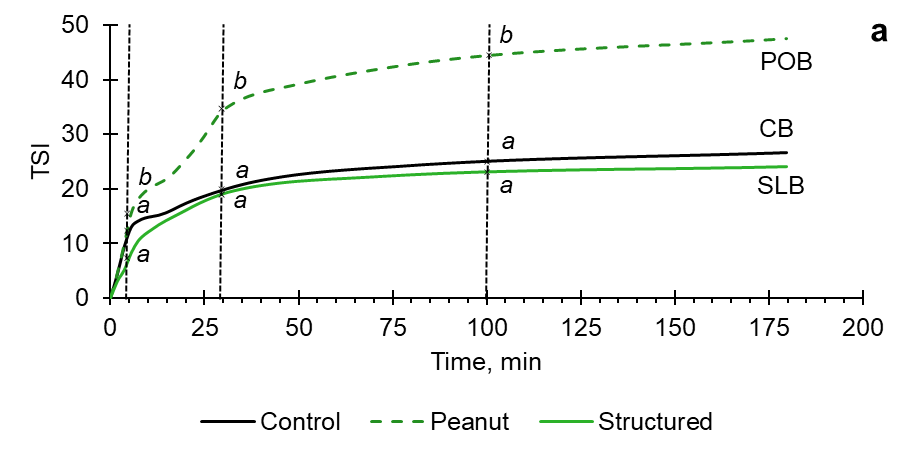 a
50
40
30
20
10
0
TSI
b
b
b
POB
a
a
a
CB
a
a
a
SLB
0 25 50 75 100 125 150 175 200
Time, min
Control Peanut Structured